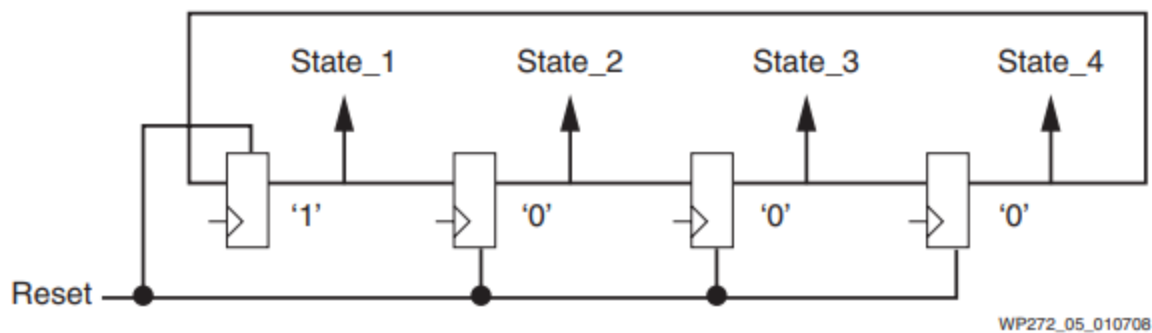 State_1 State_2 State_3 State_4
‘1’ ‘0’ ‘0’ ‘0’
Reset
WP272_05_010708